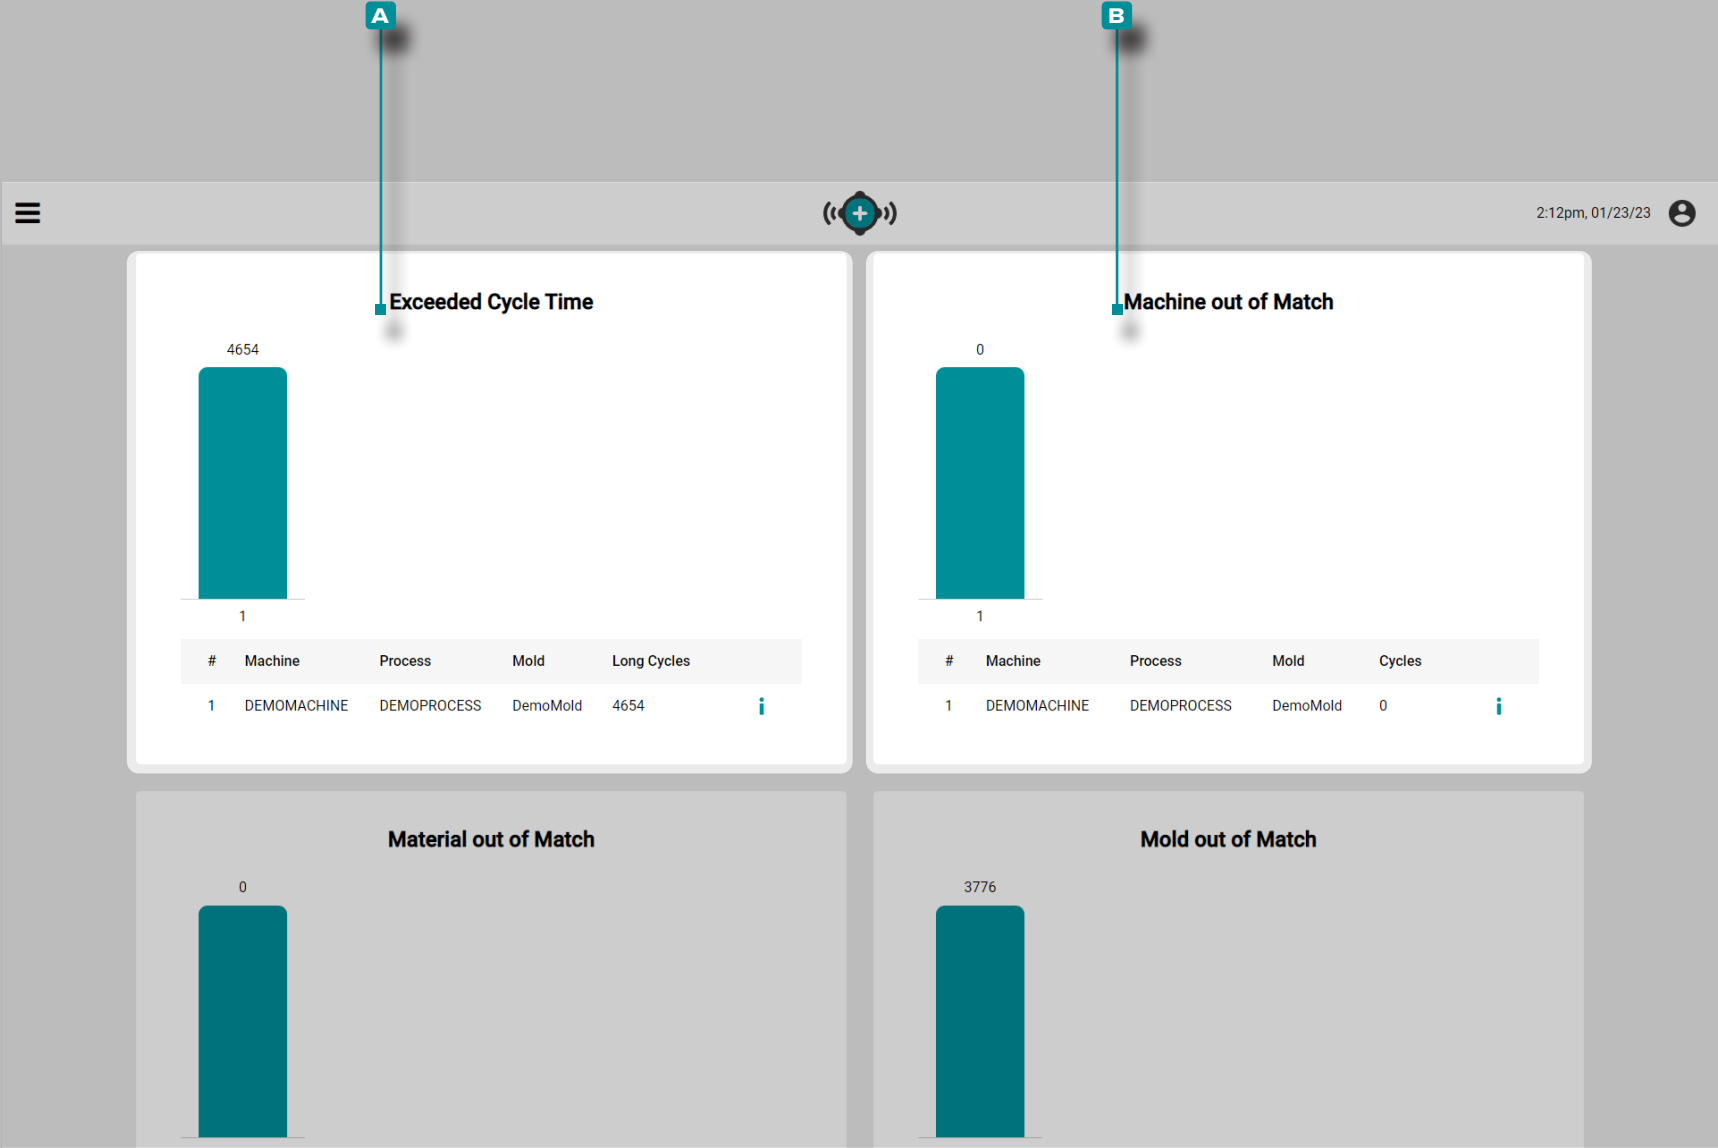 A
B
2:12pm, 01/23/23
Exceeded Cycle Time
4654
1
# Machine Process Mold Long Cycles
1 DEMOMACHINE DEMOPROCESS DemoMold 4654
Machine out of Match
0
1
# Machine Process Mold Cycles
1 DEMOMACHINE DEMOPROCESS DemoMold 0
Material out of Match
0
Mold out of Match
3776